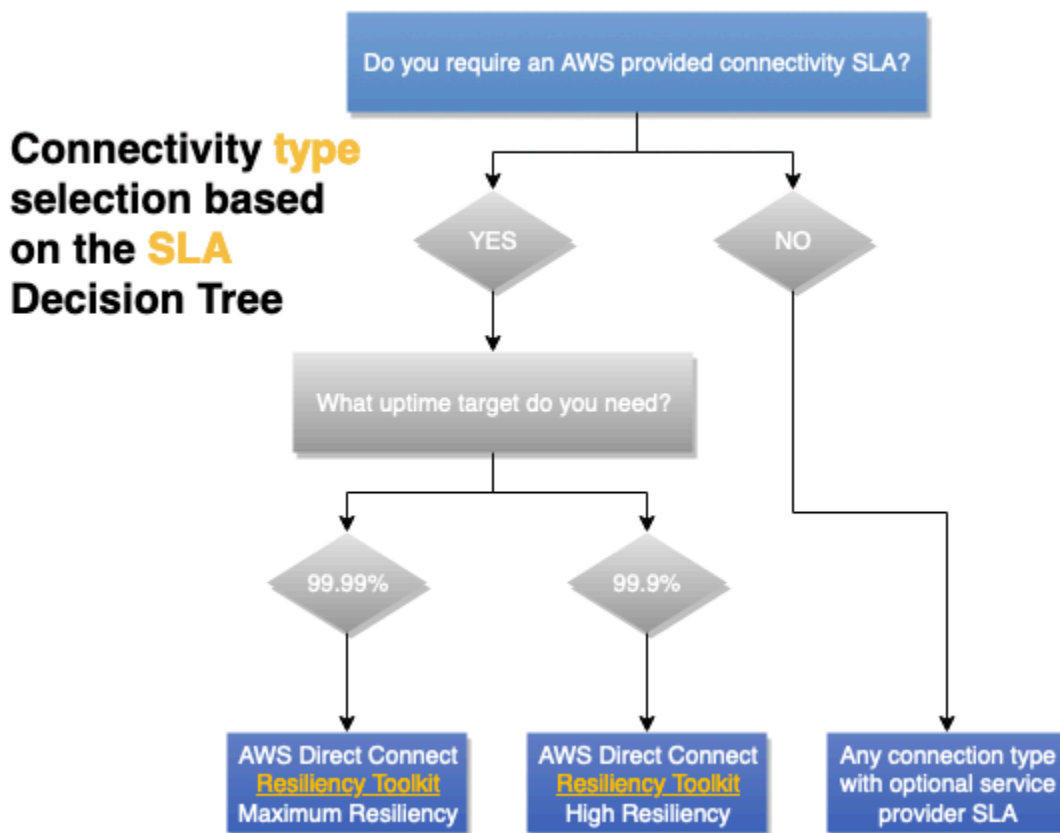 Do you require an AWS provided connectivity SLA?
Connectivity type
selection based
on the SLA
Decision Tree
YES
NO
What uptime target do you need?
99.99%
99.9%
AWS Direct Connect
Resiliency Toolkit
Maximum Resiliency
AWS Direct Connect
Resiliency Toolkit
High Resiliency
Any connection type
with optional service
provider SLA